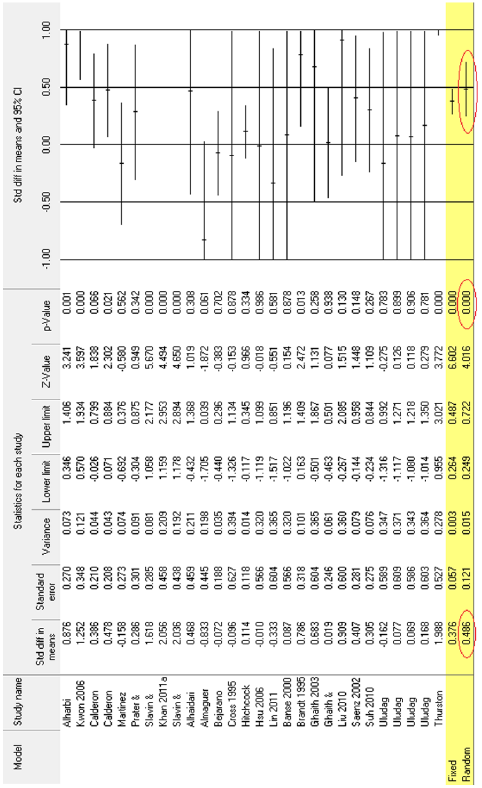 Model Study name Statistics for each study Std diff in means and 95% CI
Std diff in means Standard error Variance Lower limit Upper limit Z-Value p-Value -1.00 -0.50 0.00 0.50 1.00
Alharbi 0.876 0.270 0.073 0.346 1.406 3.241 0.001
Kwon 2006 1.252 0.348 0.121 0.570 1.934 3.597 0.000
Calderon 0.386 0.210 0.044 -0.026 0.799 1.838 0.066
Calderon 0.478 0.208 0.043 0.071 0.884 2.302 0.021
Martinez -0.158 0.273 0.074 -0.692 0.376 -0.580 0.562
Prater & 0.286 0.301 0.091 -0.304 0.875 0.949 0.342
Slavin & 1.618 0.285 0.081 1.058 2.177 5.670 0.000
Khan 2011a 2.056 0.458 0.209 1.159 2.953 4.494 0.000
Slavin & 2.036 0.438 0.192 1.178 2.894 4.650 0.000
Alhaidari 0.468 0.459 0.211 -0.432 1.368 1.019 0.308
Almaguer -0.833 0.445 0.198 -1.705 0.039 -1.872 0.061
Bejarano -0.072 0.188 0.035 -0.440 0.296 -0.383 0.702
Cross 1995 -0.096 0.627 0.394 -1.326 1.134 -0.153 0.878
Hitchcock 0.114 0.118 0.014 -0.117 0.345 0.966 0.334
Hsu 2006 -0.010 0.566 0.320 -1.119 1.099 -0.018 0.986
Lin 2011 -0.333 0.604 0.365 -1.517 0.851 -0.551 0.581
Banse 2000 0.087 0.566 0.320 -1.022 1.196 0.154 0.878
Brandt 1995 0.786 0.318 0.101 0.163 1.409 2.472 0.013
Ghaith 2003 0.683 0.604 0.365 -0.501 1.867 1.131 0.258
Ghaith & 0.019 0.246 0.061 -0.463 0.501 0.077 0.938
Liu 2010 0.909 0.600 0.360 -0.267 2.085 1.515 0.130
Saenz 2002 0.407 0.281 0.079 -0.144 0.958 1.448 0.148
Suh 2010 0.305 0.275 0.076 -0.234 0.844 1.109 0.267
Uludag -0.162 0.589 0.347 -1.316 0.992 -0.275 0.783
Uludag 0.077 0.609 0.371 -1.117 1.271 0.126 0.899
Uludag 0.069 0.586 0.343 -1.080 1.218 0.118 0.906
Uludag 0.168 0.603 0.364 -1.014 1.350 0.279 0.781
Thurston 1.988 0.527 0.278 0.955 3.021 3.772 0.000
Fixed 0.376 0.057 0.003 0.264 0.487 6.602 0.000
Random 0.486 0.121 0.015 0.249 0.722 4.016 0.000